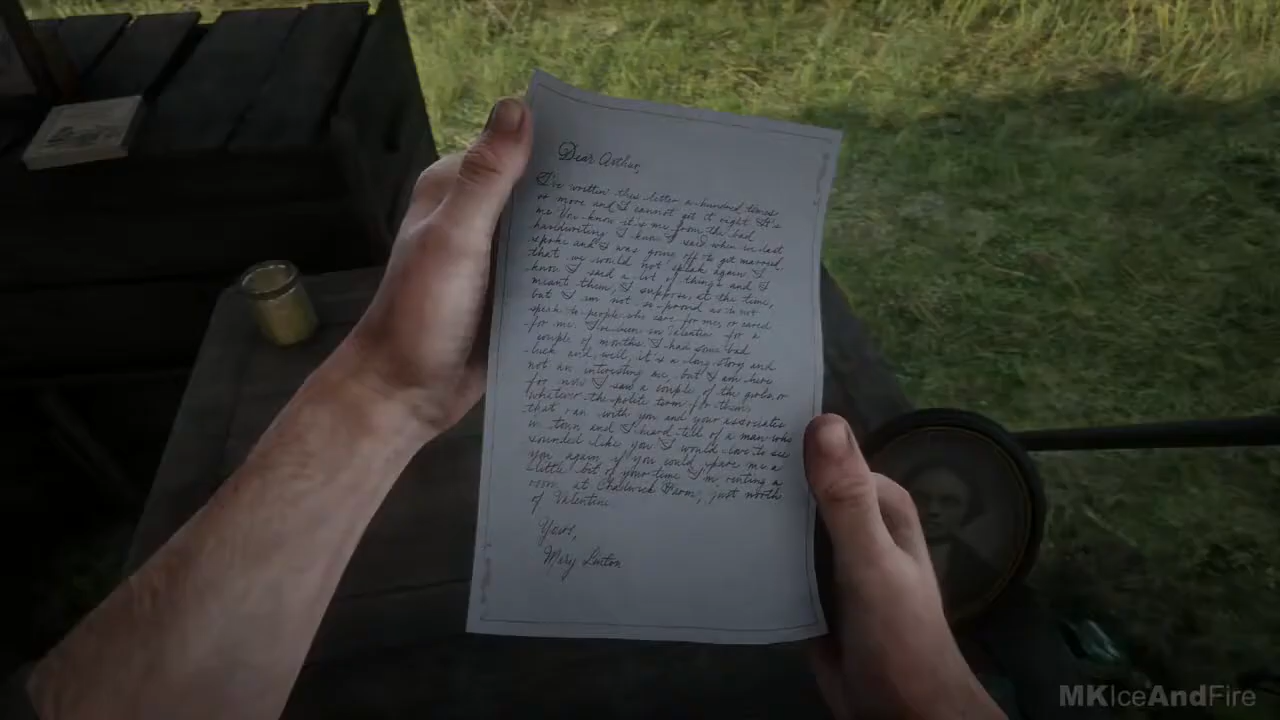 Dear Arthur,
I've written this letter a hundred times
or more and I cannot get it right. It's
me. You know it is me from the bad
handwriting. I know I said when we last
spoke and I was going off to get married,
that we would not speak again. I
know I said a lot of things and I
meant them, I suppose, at the time,
but I am not so proud as to not
speak to people who care for me, or cared
for me. I've been in Valentine for a
couple of months. I had some bad
luck and, well, it's a long story and
not an interesting one, but I am here
for now. I saw a couple of the girls, or
whatever the polite term for them,
that ran with you and your associates
in town and I heard tell of a man who
sounded like you. I would love to see
you again if you could spare me a
little bit of your time. I'm renting a
room at Chadwick Farm, just north
of Valentine.
Yours,
Mary Linton
MKIceAndFire